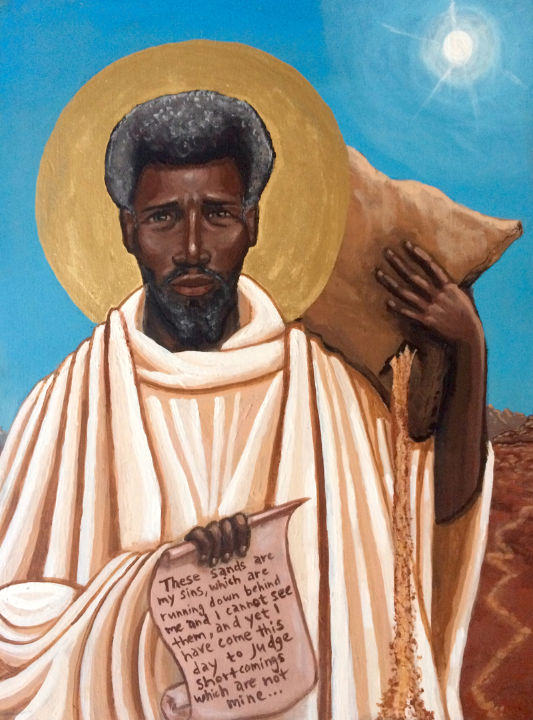 These sands are
my sins, which are
running down behind
me and I cannot see
them, and yet I
have come this
day to judge
shortcomings
which are not
mine...